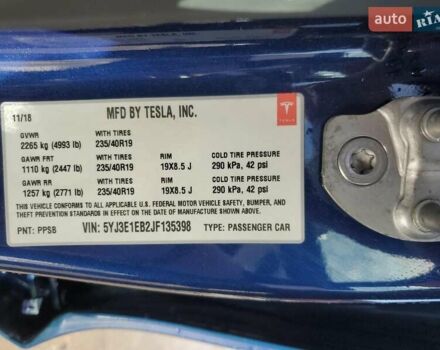 auto RIA
11/18 MFD BY TESLA, INC. TESLA
GVWR WITH TIRES
2265 kg (4993 lb) 235/40R19
GAWR FRT WITH TIRES RIM COLD TIRE PRESSURE
1110 kg (2447 lb) 235/40R19 19X8.5 J 290 kPa, 42 psi
GAWR RR WITH TIRES RIM COLD TIRE PRESSURE
1257 kg (2771 lb) 235/40R19 19X8.5 J 290 kPa, 42 psi
THIS VEHICLE CONFORMS TO ALL APPLICABLE FEDERAL MOTOR VEHICLE SAFETY, BUMPER, AND
THEFT PREVENTION STANDARDS IN EFFECT ON THE DATE OF MANUFACTURE SHOWN ABOVE.
PNT: PPSB VIN: 5YJ3E1EB2JF135398 TYPE: PASSENGER CAR